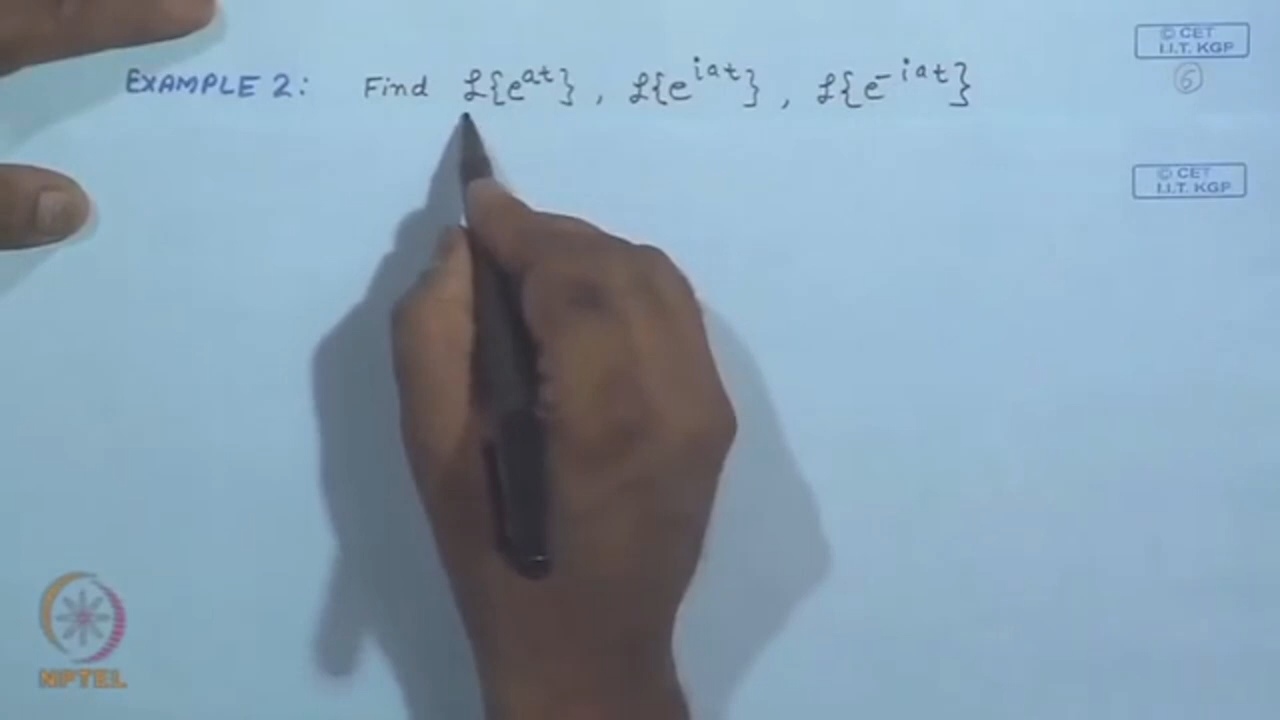 © CET
I.I.T. KGP
EXAMPLE 2: Find ℒ{e^{at}}, ℒ{e^{iat}}, ℒ{e^{-iat}}
6
© CET
I.I.T. KGP
NPTEL